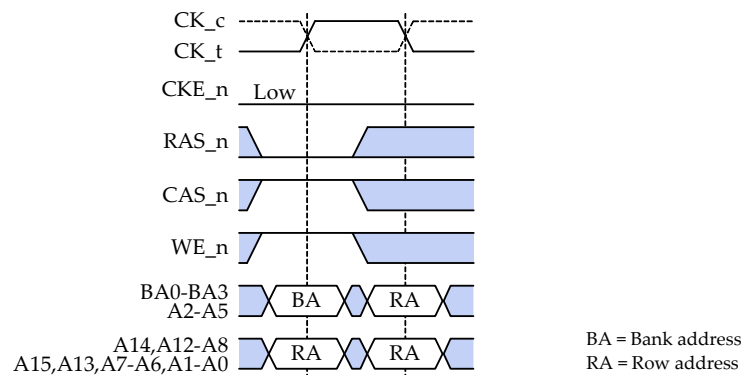 CK_c
CK_t
CKE_n Low
RAS_n
CAS_n
WE_n
BA0-BA3
A2-A5
BA RA
A14,A12-A8
A15,A13,A7-A6,A1-A0
RA RA
BA = Bank address
RA = Row address